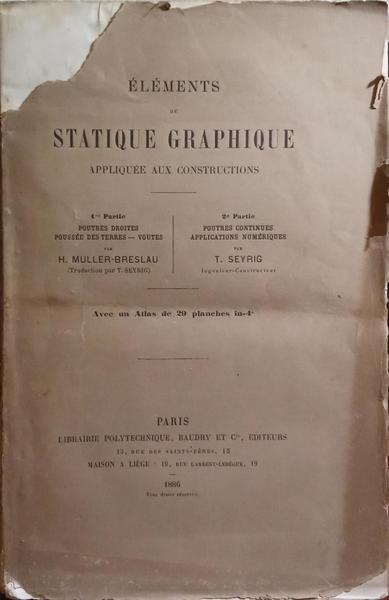 ÉLÉMENTS
DE
STATIQUE GRAPHIQUE
APPLIQUÉE AUX CONSTRUCTIONS
1re Partie
POUTRES DROITES
POUSSÉE DES TERRES — VOUTES
PAR
H. MULLER-BRESLAU
(Traduction par T. SEYRIG)
2e Partie
POUTRES CONTINUES
APPLICATIONS NUMÉRIQUES
PAR
T. SEYRIG
Ingénieur-Constructeur
Avec un Atlas de 29 planches in-4°
PARIS
LIBRAIRIE POLYTECHNIQUE, BAUDRY ET Cie, EDITEURS
15, RUE DES SAINTS-PÈRES, 15
MAISON A LIÉGE : 19, RUE LAMBERT-LEBÈGUE, 19
1886
Tous droits réservés.